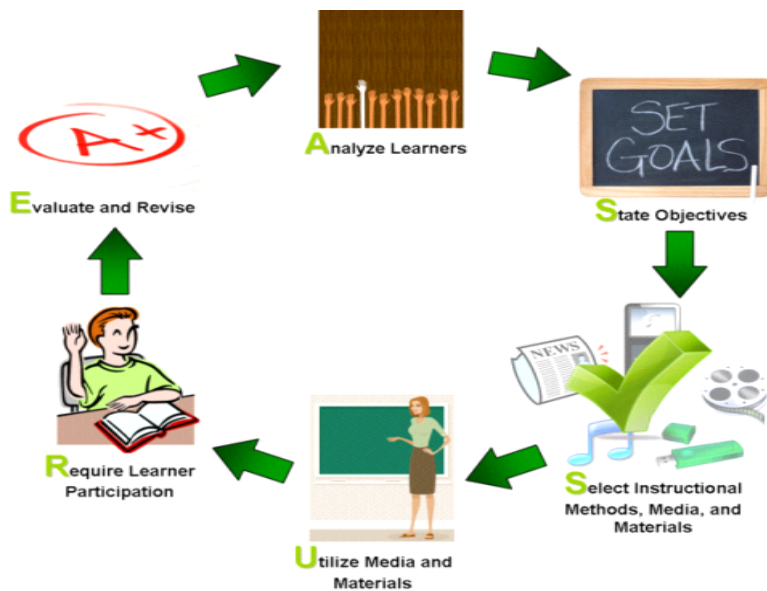 Analyze Learners
SET
GOALS
State Objectives
NEWS
Select Instructional
Methods, Media, and
Materials
Utilize Media and
Materials
Require Learner
Participation
A+
Evaluate and Revise